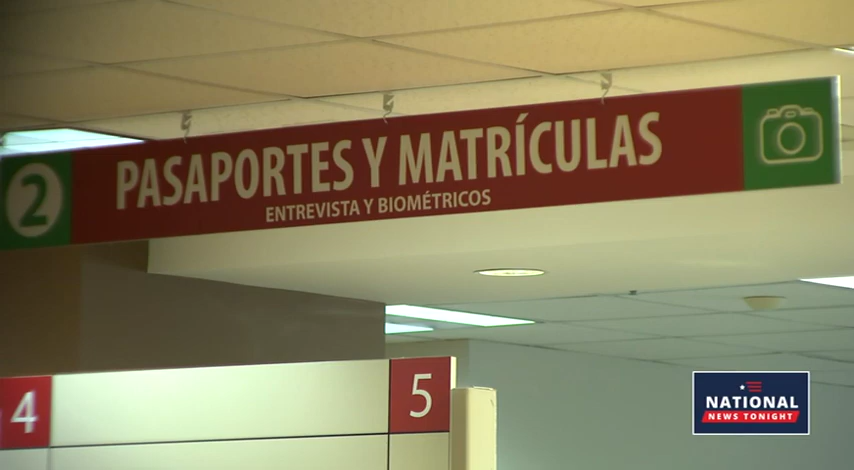 2
PASAPORTES Y MATRÍCULAS
ENTREVISTA Y BIOMÉTRICOS
4
5
NATIONAL
NEWS TONIGHT